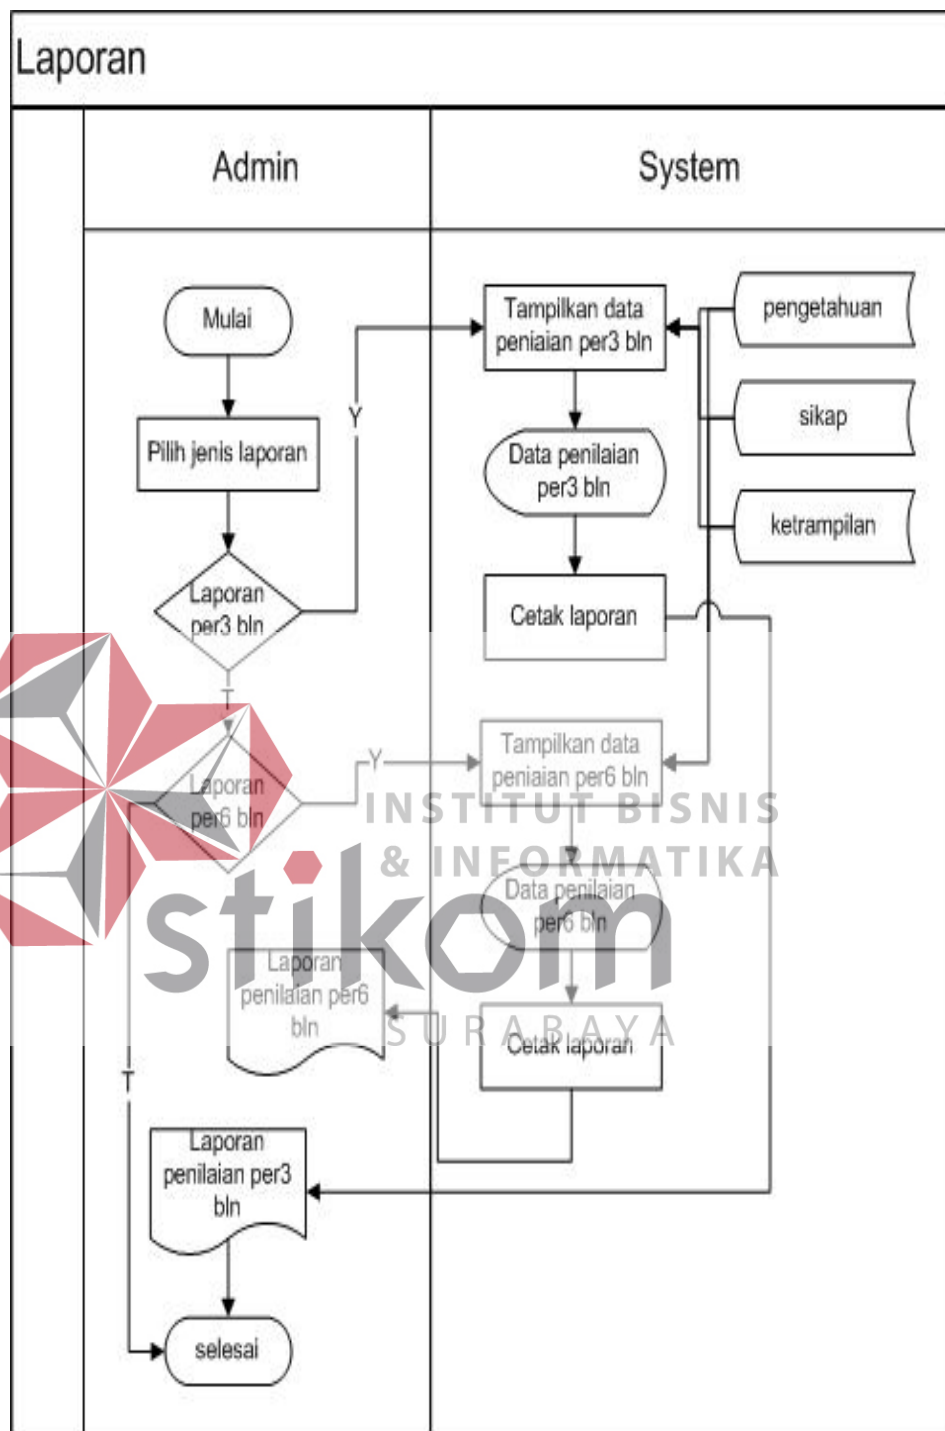 Laporan
Admin
System
Mulai
Tampilkan data
peniaian per3 bln
pengetahuan
Y
sikap
Pilih jenis laporan
Data penilaian
per3 bln
ketrampilan
Laporan
per3 bln
Cetak laporan
T
Laporan
per6 bln
Y
Tampilkan data
peniaian per6 bln
INSTITUT BISNIS
& INFORMATIKA
stikom
SURABAYA
Data penilaian
per6 bln
Laporan
penilaian per6
bln
Cetak laporan
T
Laporan
penilaian per3
bln
selesai